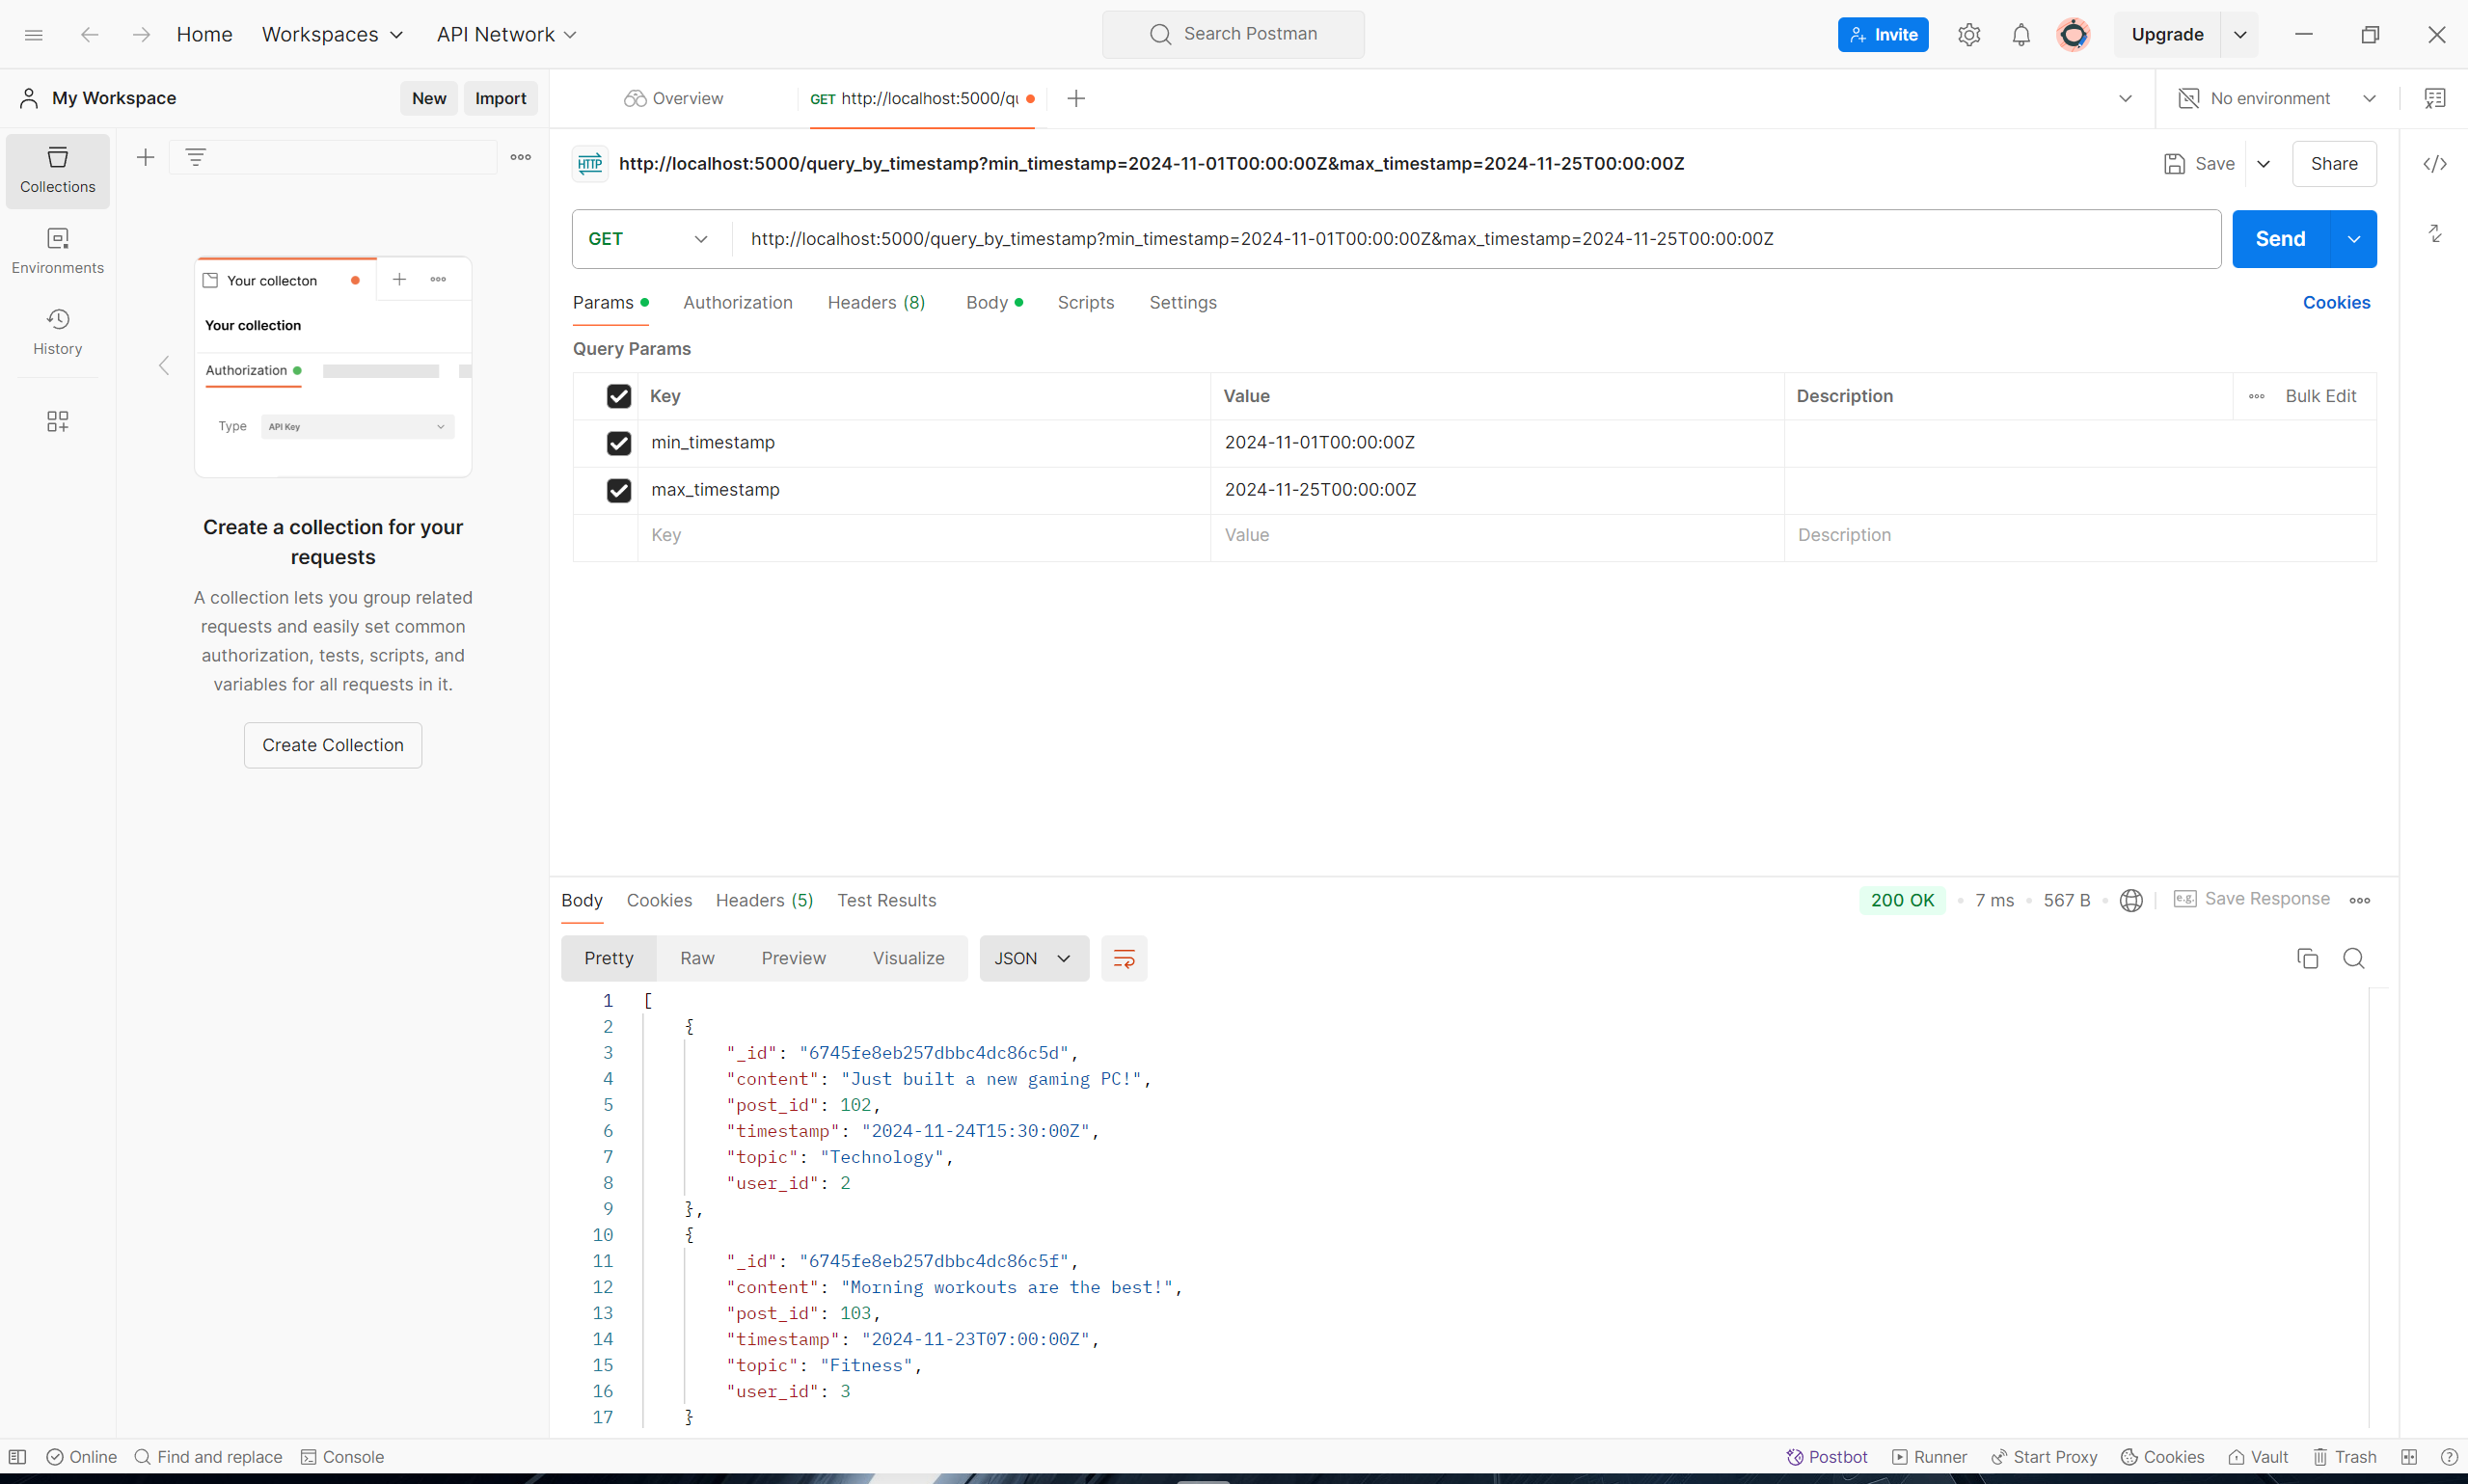 Home Workspaces API Network Search Postman Invite Upgrade
My Workspace New Import Overview GET http://localhost:5000/qu No environment
Collections
Environments
History
Your collecton
Your collection
Authorization
Type API Key
Create a collection for your
requests
A collection lets you group related
requests and easily set common
authorization, tests, scripts, and
variables for all requests in it.
Create Collection
HTTP http://localhost:5000/query_by_timestamp?min_timestamp=2024-11-01T00:00:00Z&max_timestamp=2024-11-25T00:00:00Z Save Share
GET http://localhost:5000/query_by_timestamp?min_timestamp=2024-11-01T00:00:00Z&max_timestamp=2024-11-25T00:00:00Z Send
Params Authorization Headers (8) Body Scripts Settings Cookies
Query Params
Key Value Description Bulk Edit
min_timestamp 2024-11-01T00:00:00Z
max_timestamp 2024-11-25T00:00:00Z
Key Value Description
Body Cookies Headers (5) Test Results 200 OK 7 ms 567 B e.g. Save Response
Pretty Raw Preview Visualize JSON
1 [
2 {
3 "_id": "6745fe8eb257dbbc4dc86c5d",
4 "content": "Just built a new gaming PC!",
5 "post_id": 102,
6 "timestamp": "2024-11-24T15:30:00Z",
7 "topic": "Technology",
8 "user_id": 2
9 },
10 {
11 "_id": "6745fe8eb257dbbc4dc86c5f",
12 "content": "Morning workouts are the best!",
13 "post_id": 103,
14 "timestamp": "2024-11-23T07:00:00Z",
15 "topic": "Fitness",
16 "user_id": 3
17 }
Online Find and replace Console Postbot Runner Start Proxy Cookies Vault Trash